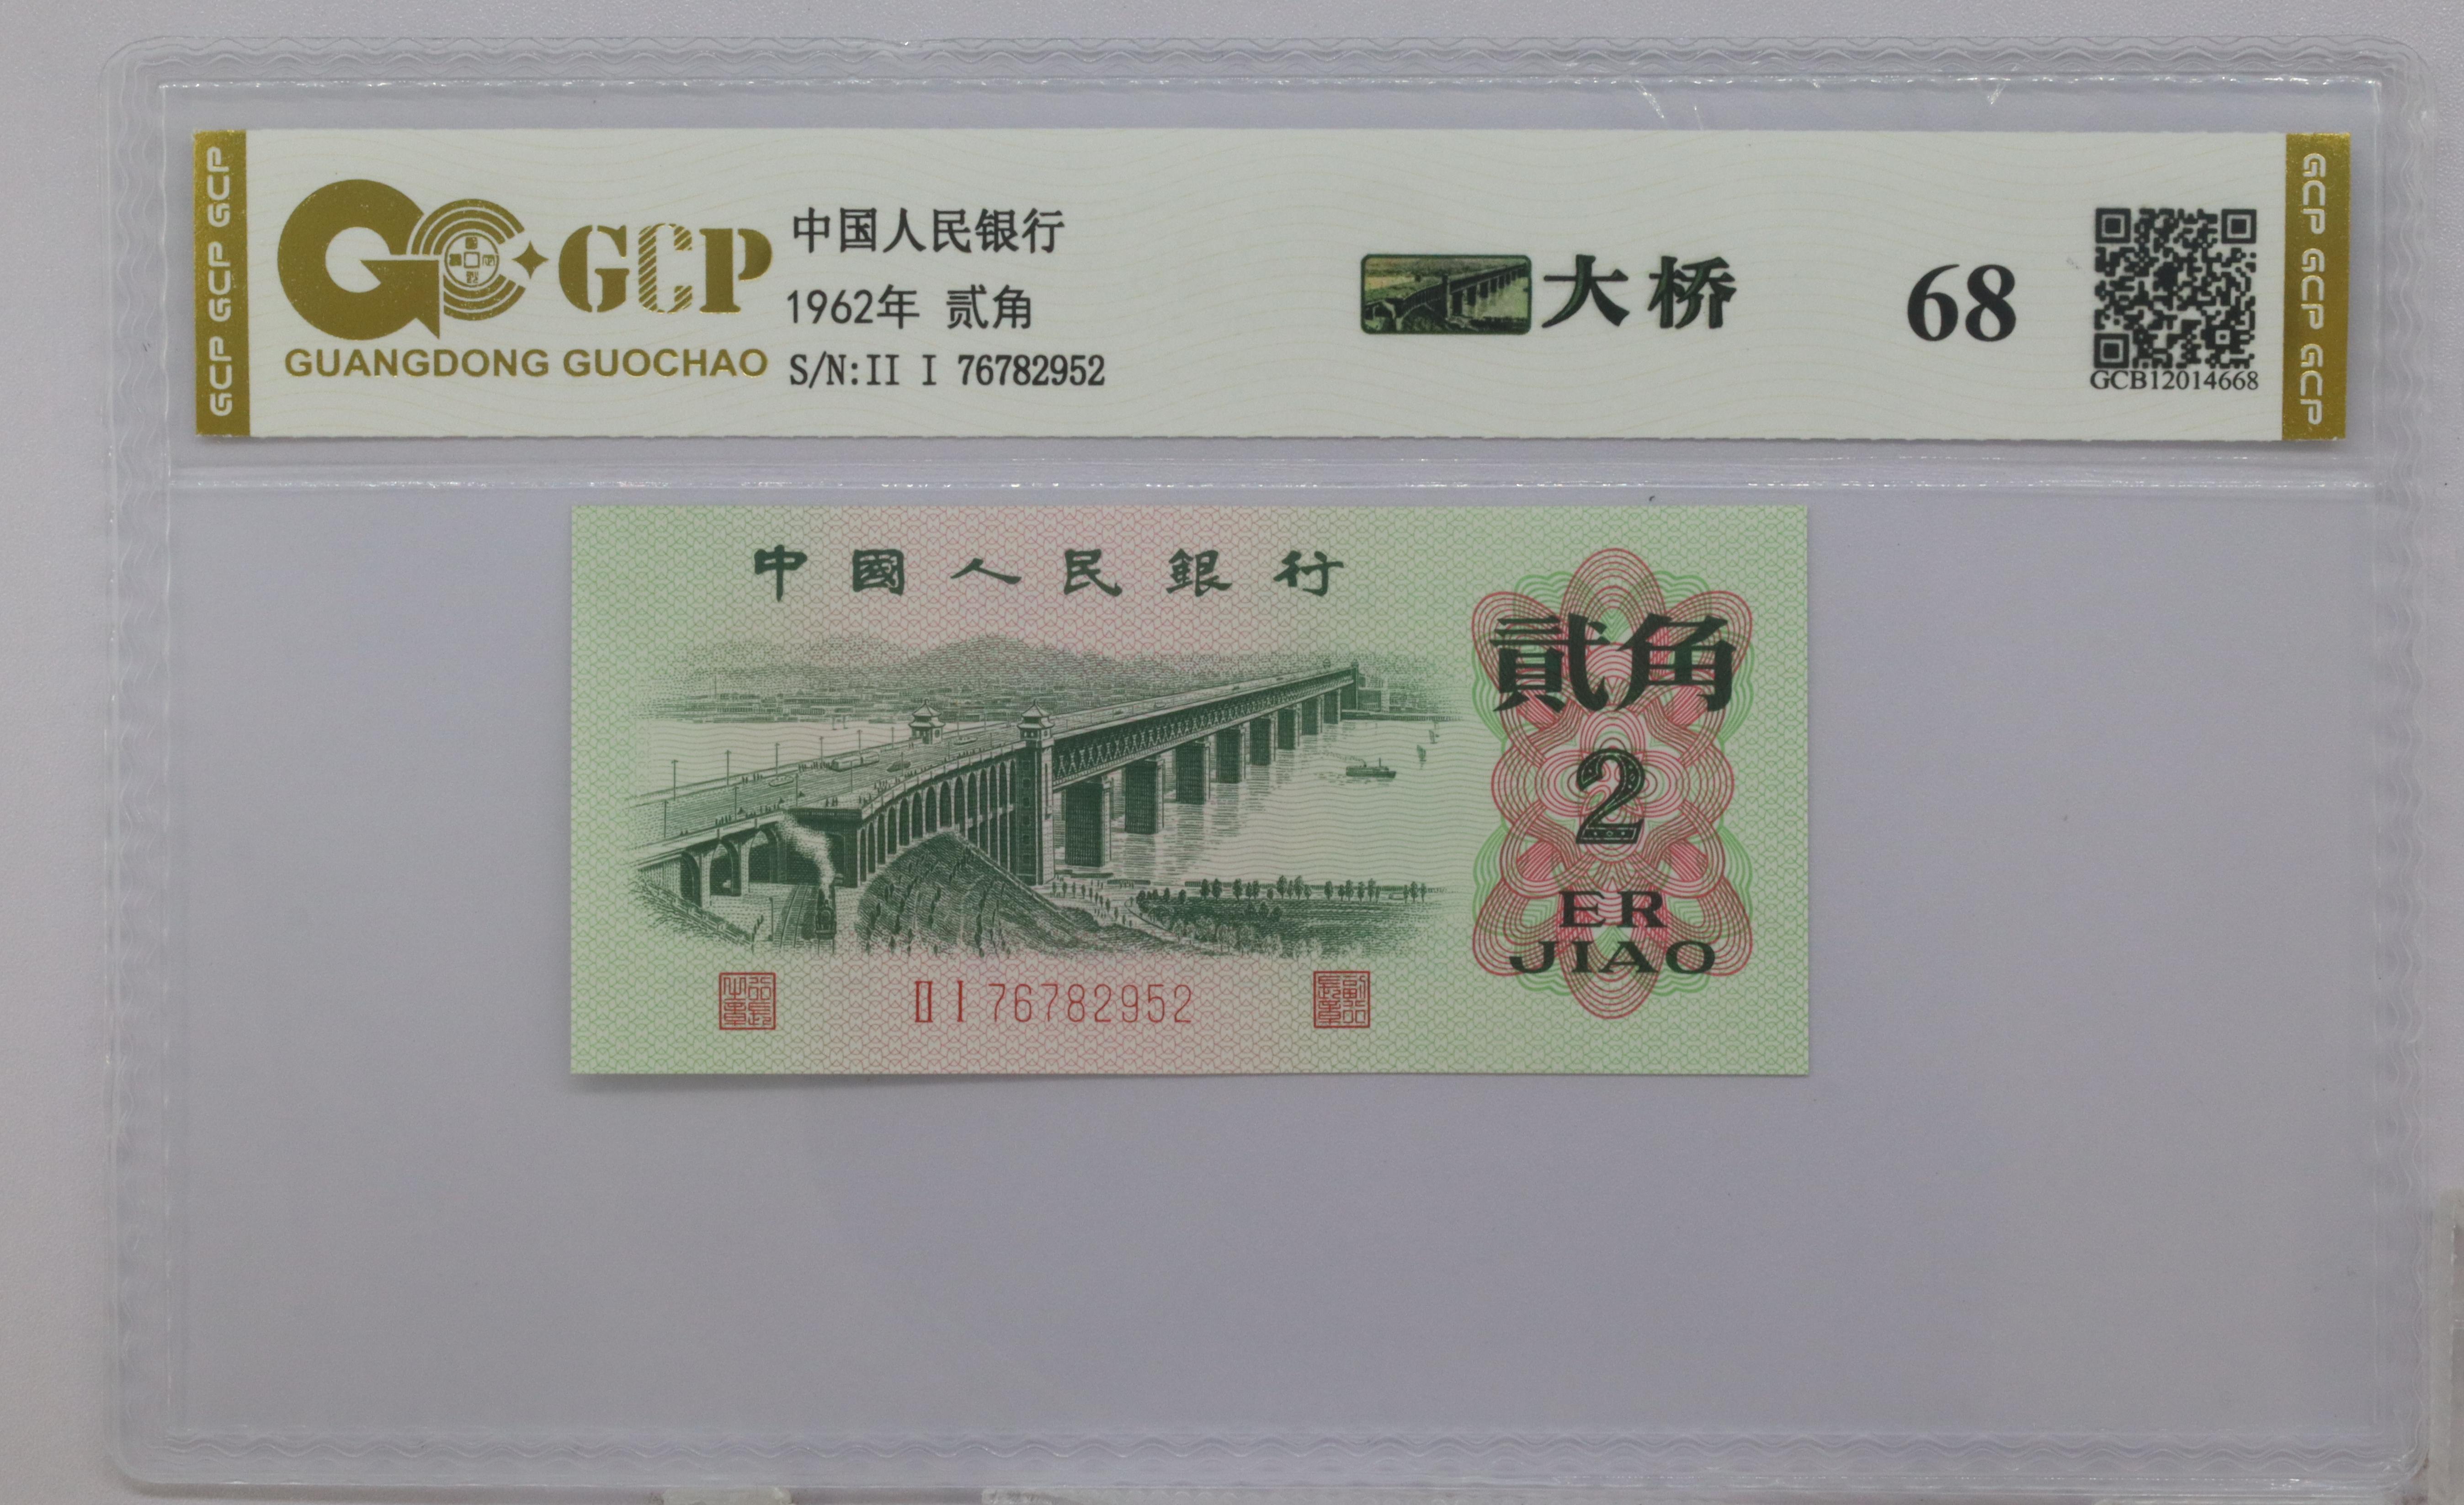 GCP GCP GCP
GCP
GUANGDONG GUOCHAO
中国人民银行
1962年 贰角
S/N:II I 76782952
大桥
68
GCB12014668
GCP GCP GCP
中國人民銀行
貳角
2
ER
JIAO
II I 76782952